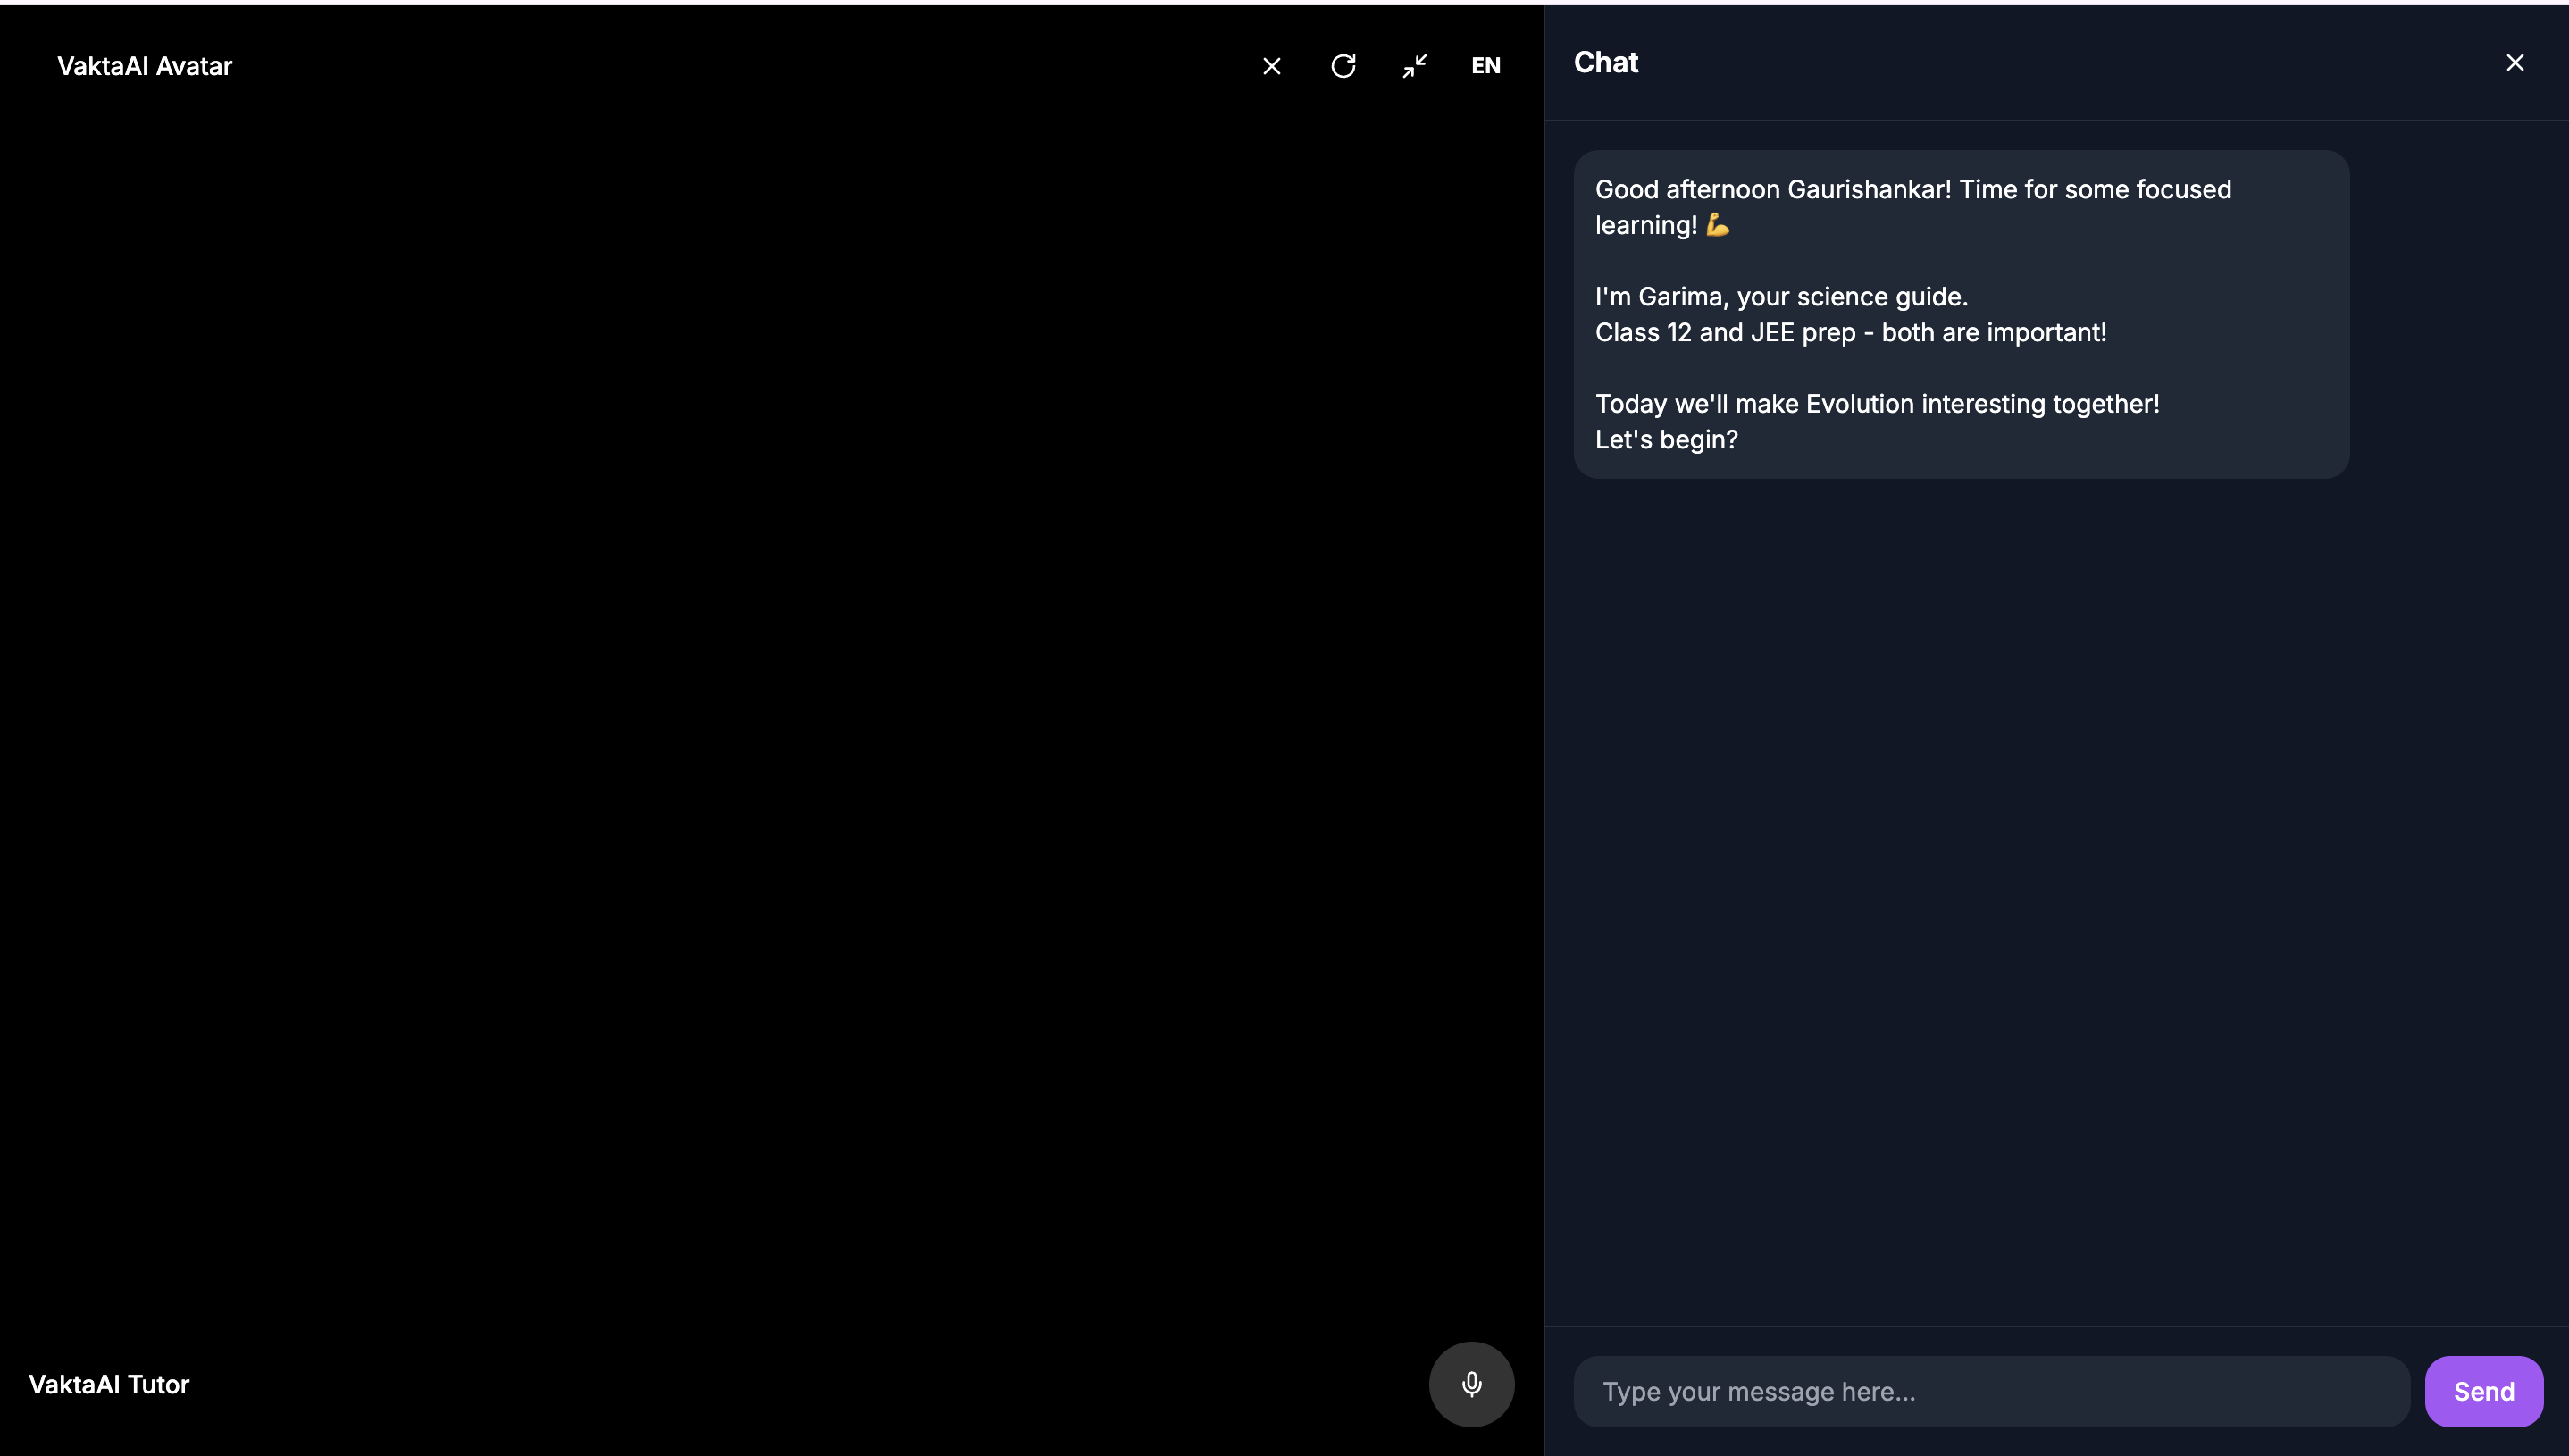 VaktaAI Avatar
EN
VaktaAI Tutor
Chat
Good afternoon Gaurishankar! Time for some focused
learning! 💪
I'm Garima, your science guide.
Class 12 and JEE prep - both are important!
Today we'll make Evolution interesting together!
Let's begin?
Type your message here...
Send